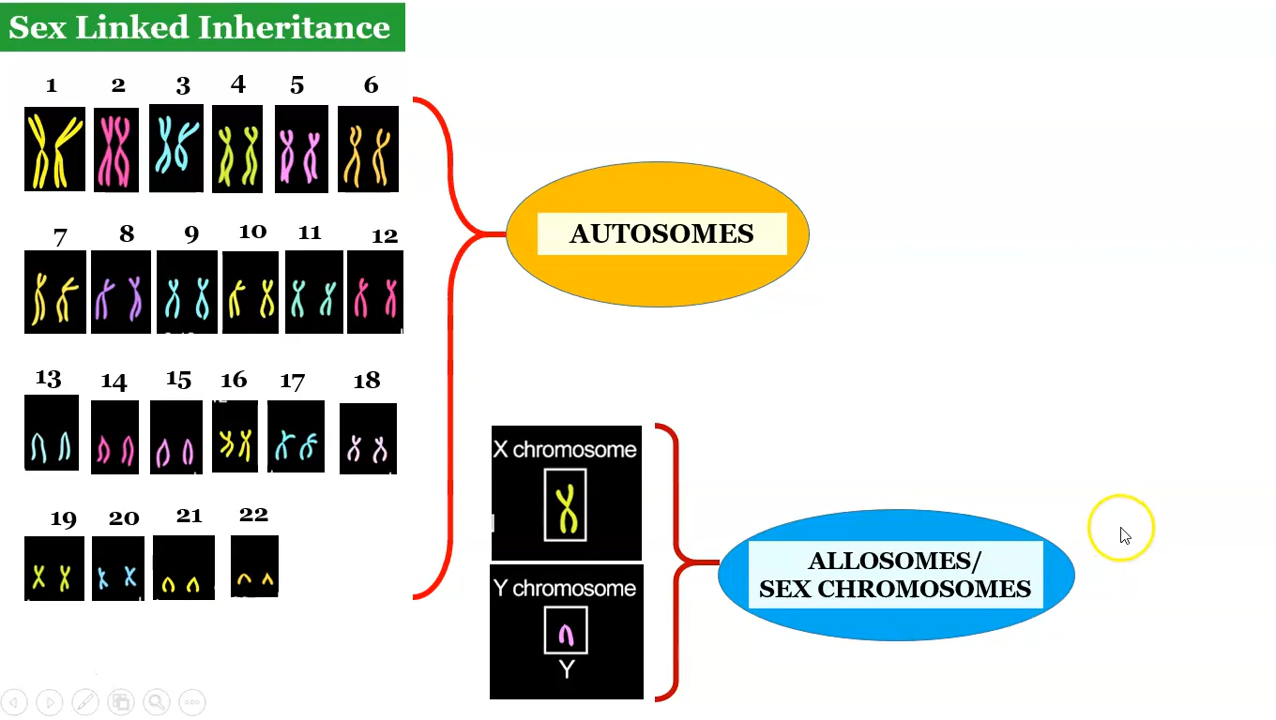 Sex Linked Inheritance
1 2 3 4 5 6
7 8 9 10 11 12
13 14 15 16 17 18
19 20 21 22
AUTOSOMES
X chromosome
Y chromosome
Y
ALLOSOMES/
SEX CHROMOSOMES